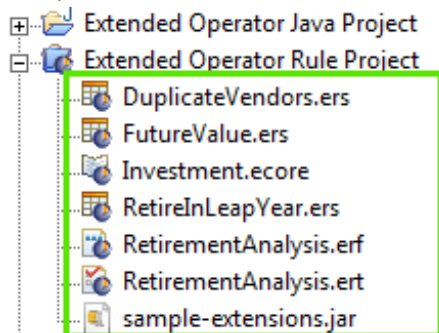 Extended Operator Java Project
Extended Operator Rule Project
DuplicateVendors.ers
FutureValue.ers
Investment.ecore
RetireInLeapYear.ers
RetirementAnalysis.erf
RetirementAnalysis.ert
sample-extensions.jar